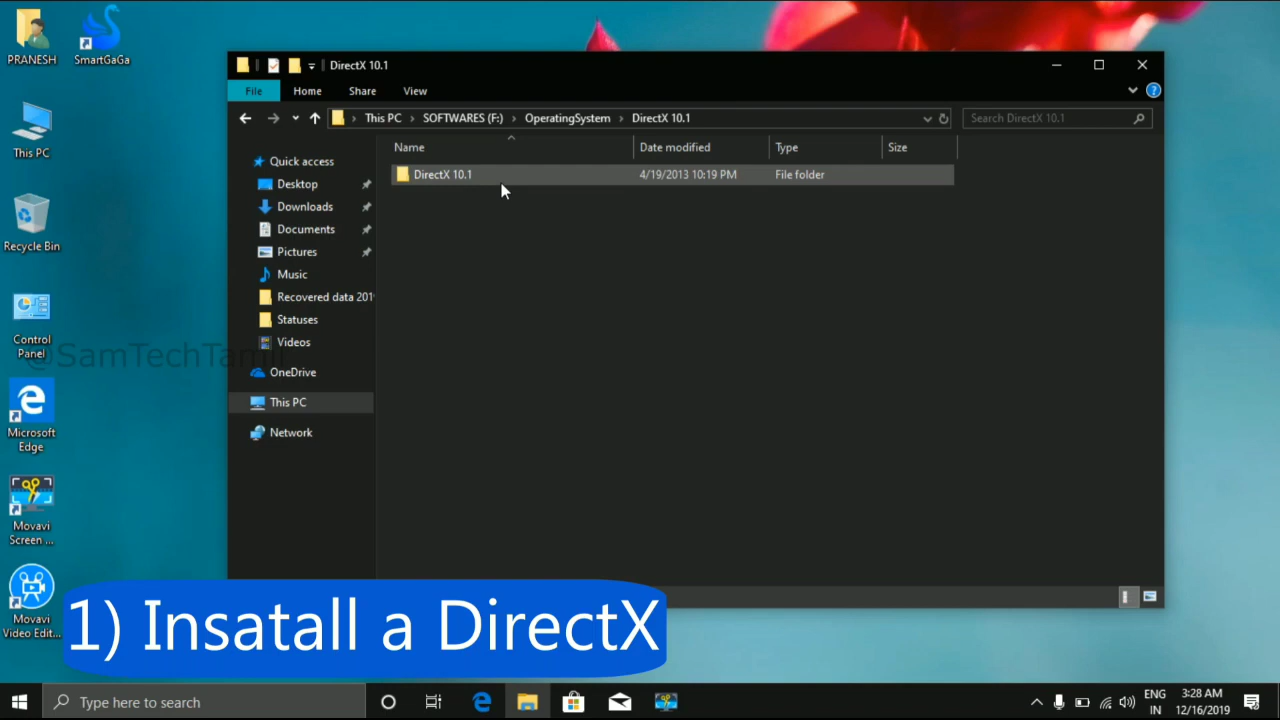 PRANESH
SmartGaGa
This PC
Recycle Bin
Control
Panel
Microsoft
Edge
Movavi
Screen ...
Movavi
Video Edit...
DirectX 10.1
File Home Share View
This PC > SOFTWARES (F:) > OperatingSystem > DirectX 10.1
Search DirectX 10.1
Name Date modified Type Size
DirectX 10.1 4/19/2013 10:19 PM File folder
Quick access
Desktop
Downloads
Documents
Pictures
Music
Recovered data 201
Statuses
Videos
OneDrive
This PC
Network
@SamTechTamil
1) Insatall a DirectX
Type here to search
ENG
IN
3:28 AM
12/16/2019